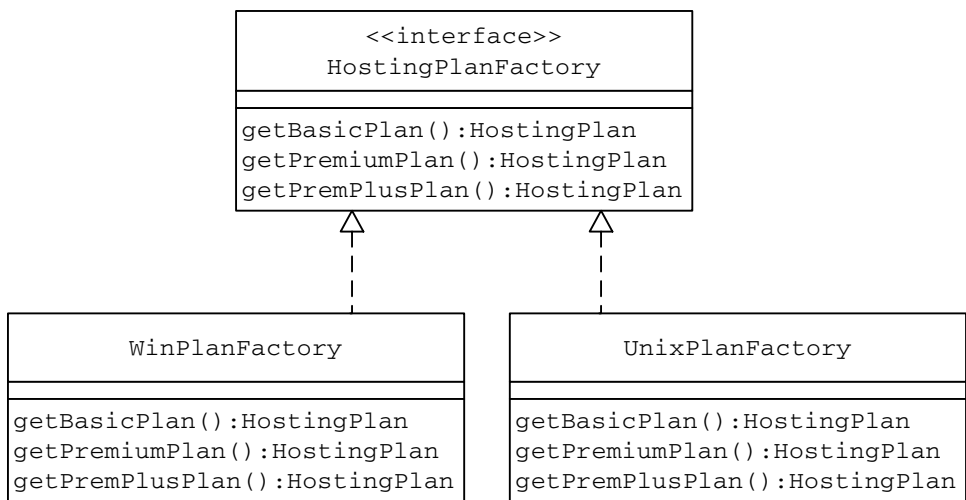 <<interface>>
HostingPlanFactory
getBasicPlan():HostingPlan
getPremiumPlan():HostingPlan
getPremPlusPlan():HostingPlan
WinPlanFactory
getBasicPlan():HostingPlan
getPremiumPlan():HostingPlan
getPremPlusPlan():HostingPlan
UnixPlanFactory
getBasicPlan():HostingPlan
getPremiumPlan():HostingPlan
getPremPlusPlan():HostingPlan